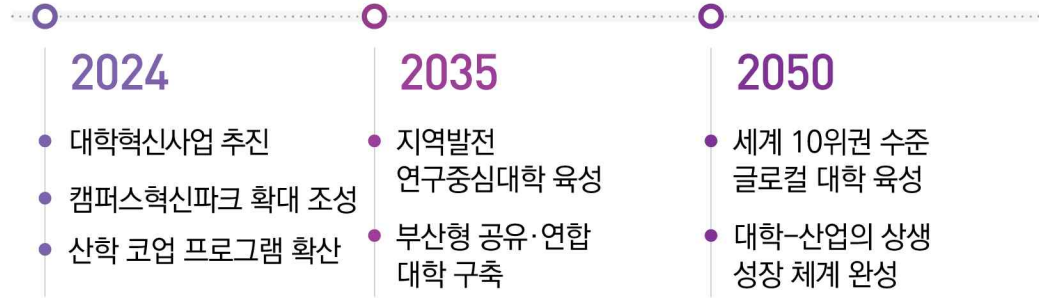 2024
대학혁신사업 추진
캠퍼스혁신파크 확대 조성
산학 코업 프로그램 확산
2035
지역발전
연구중심대학 육성
부산형 공유·연합
대학 구축
2050
세계 10위권 수준
글로컬 대학 육성
대학-산업의 상생
성장 체계 완성